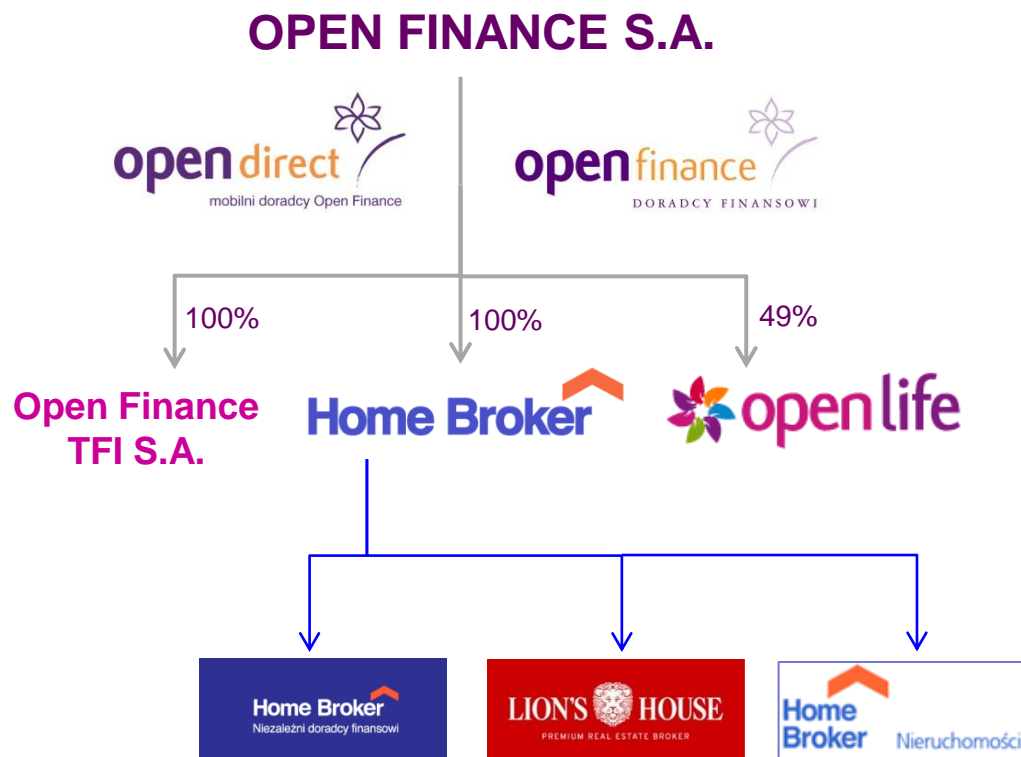 OPEN FINANCE S.A.
open direct
mobilni doradcy Open Finance
open finance
DORADCY FINANSOWI
100%
100%
49%
Open Finance
TFI S.A.
Home Broker
open life
Home Broker
Niezależni doradcy finansowi
LION'S HOUSE
PREMIUM REAL ESTATE BROKER
Home
Broker Nieruchomości